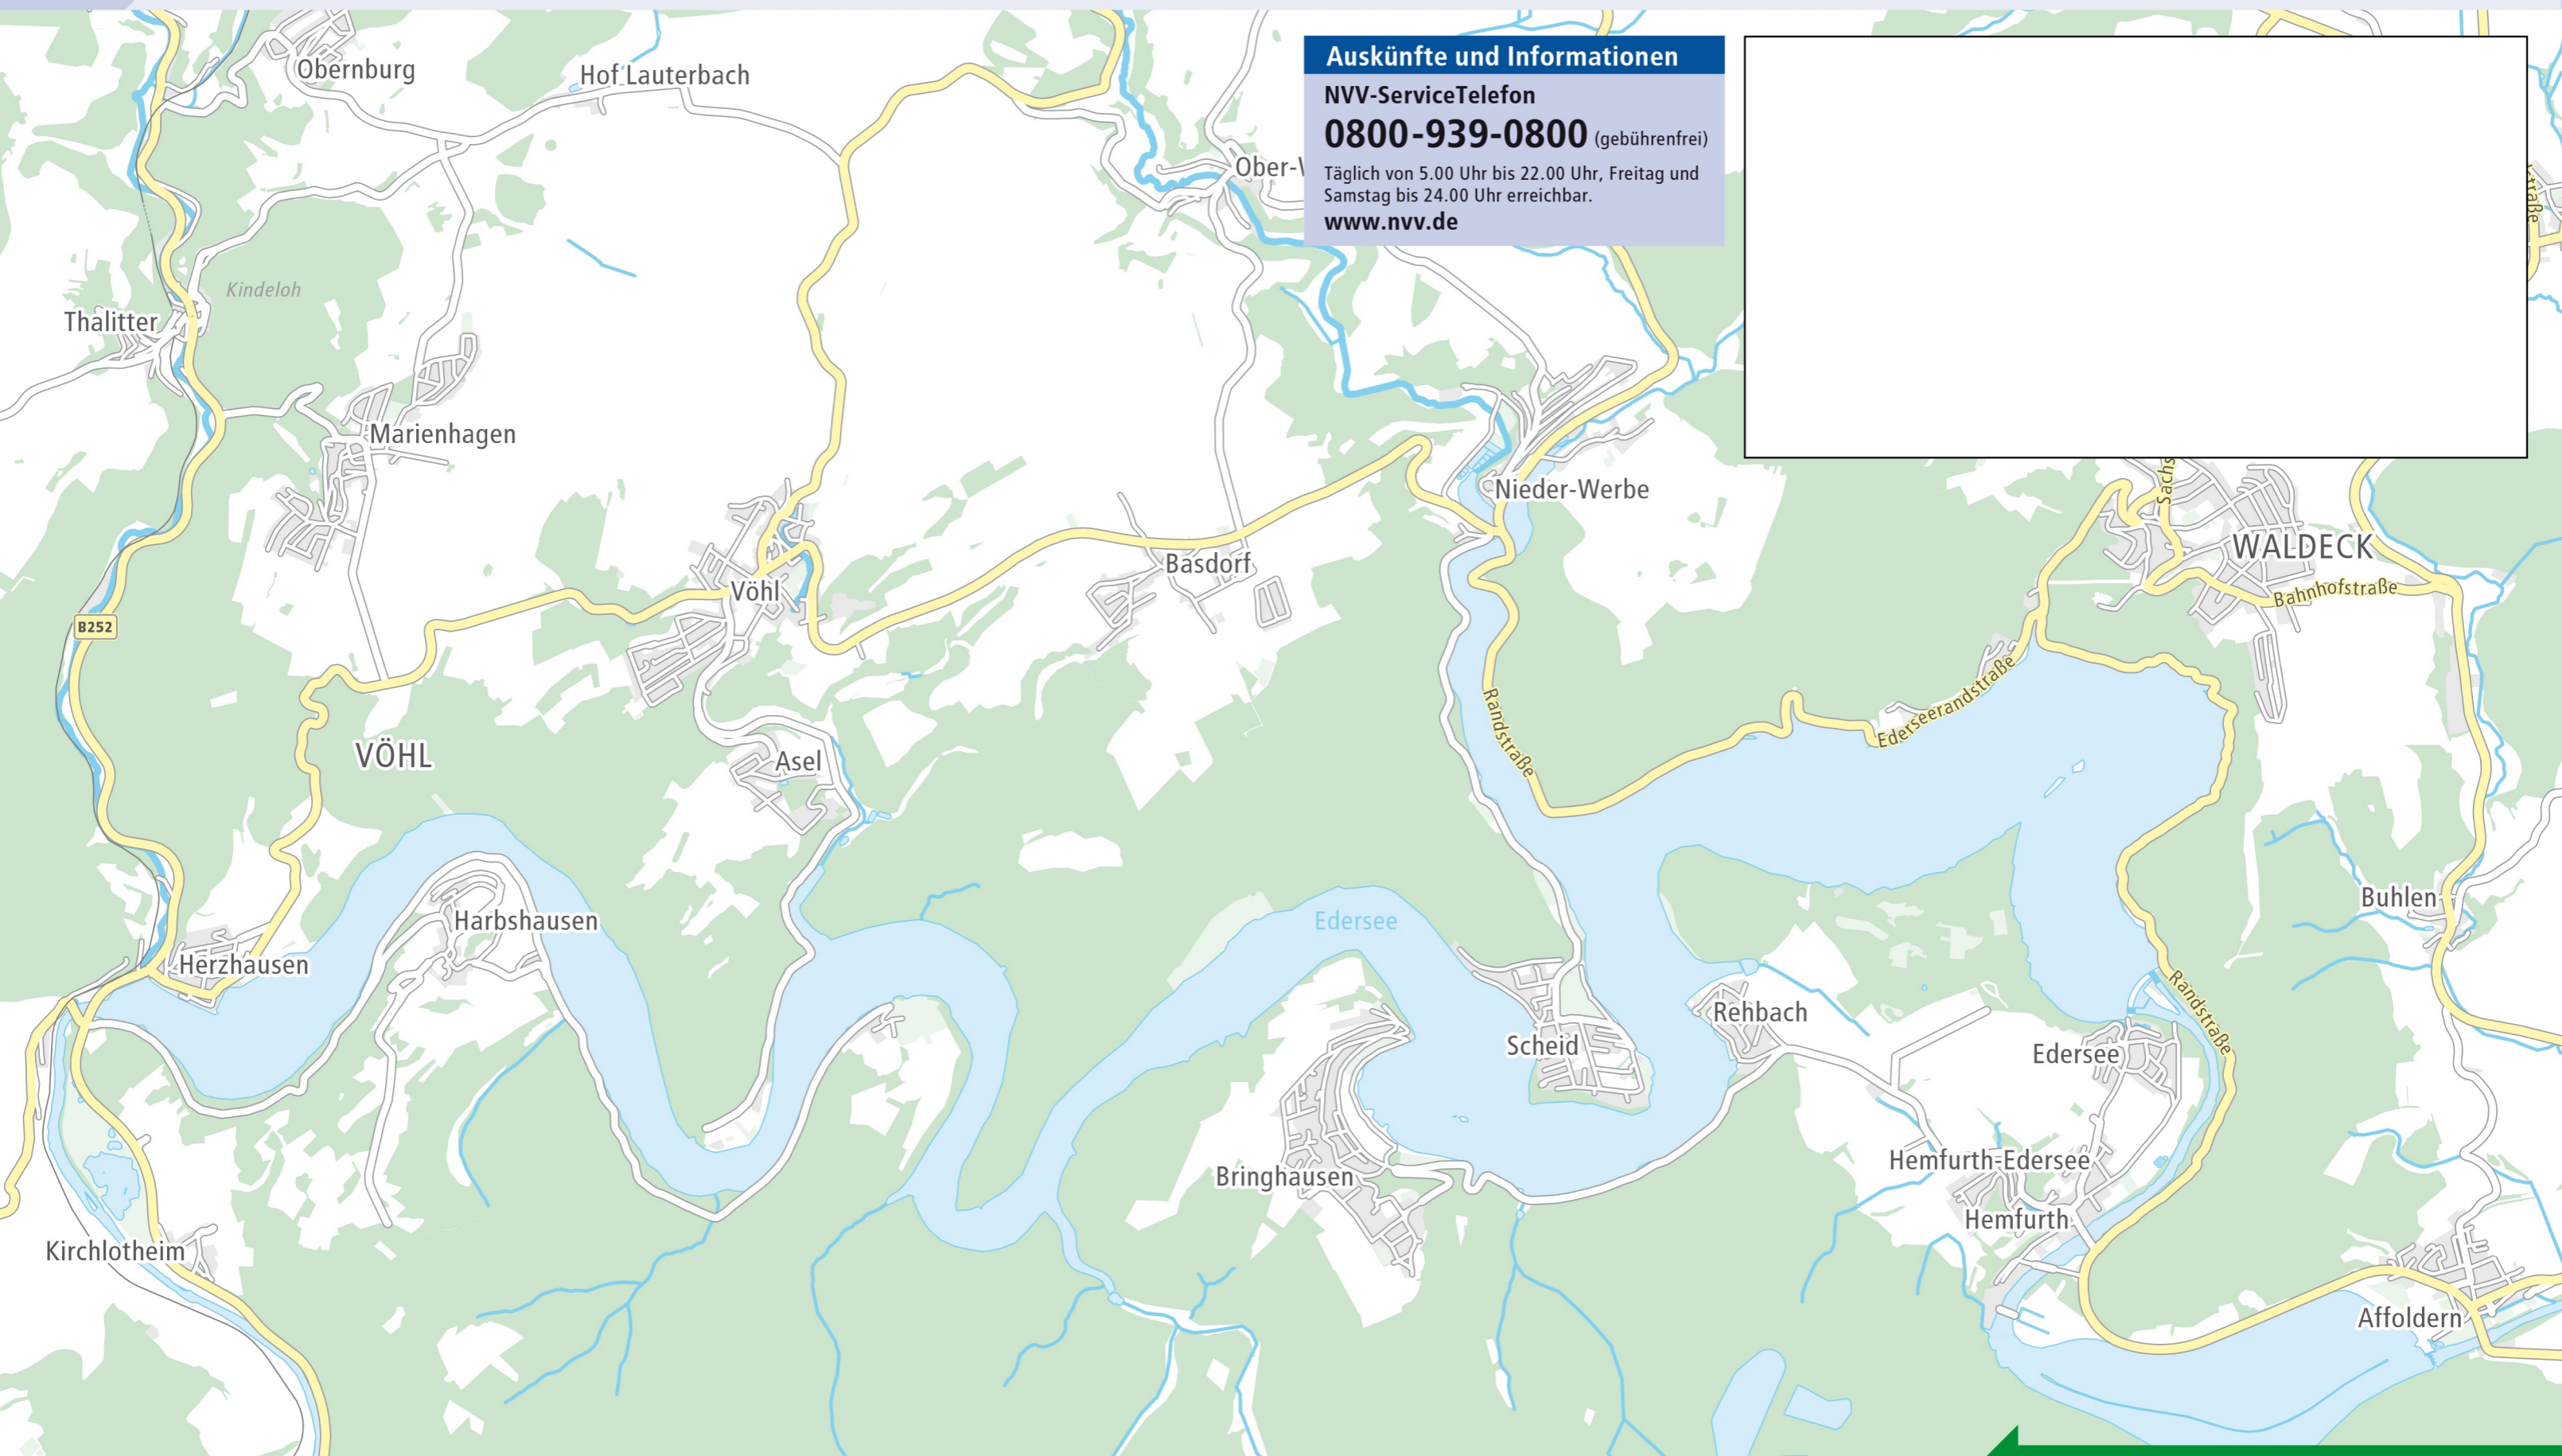 Obernburg
Hof Lauterbach
Auskünfte und Informationen
NVV-ServiceTelefon
0800-939-0800 (gebührenfrei)
Täglich von 5.00 Uhr bis 22.00 Uhr, Freitag und
Samstag bis 24.00 Uhr erreichbar.
www.nvv.de
Ober-
Kindeloh
Thalitter
Marienhagen
Nieder-Werbe
Sachs
WALDECK
Basdorf
Vöhl
Bahnhofstraße
B252
Ederseerandstraße
Randstraße
VÖHL
Asel
Buhlen
Harbshausen
Edersee
Herzhausen
Randstraße
Rehbach
Scheid
Edersee
Hemfurth-Edersee
Bringhausen
Hemfurth
Kirchlotheim
Affoldern